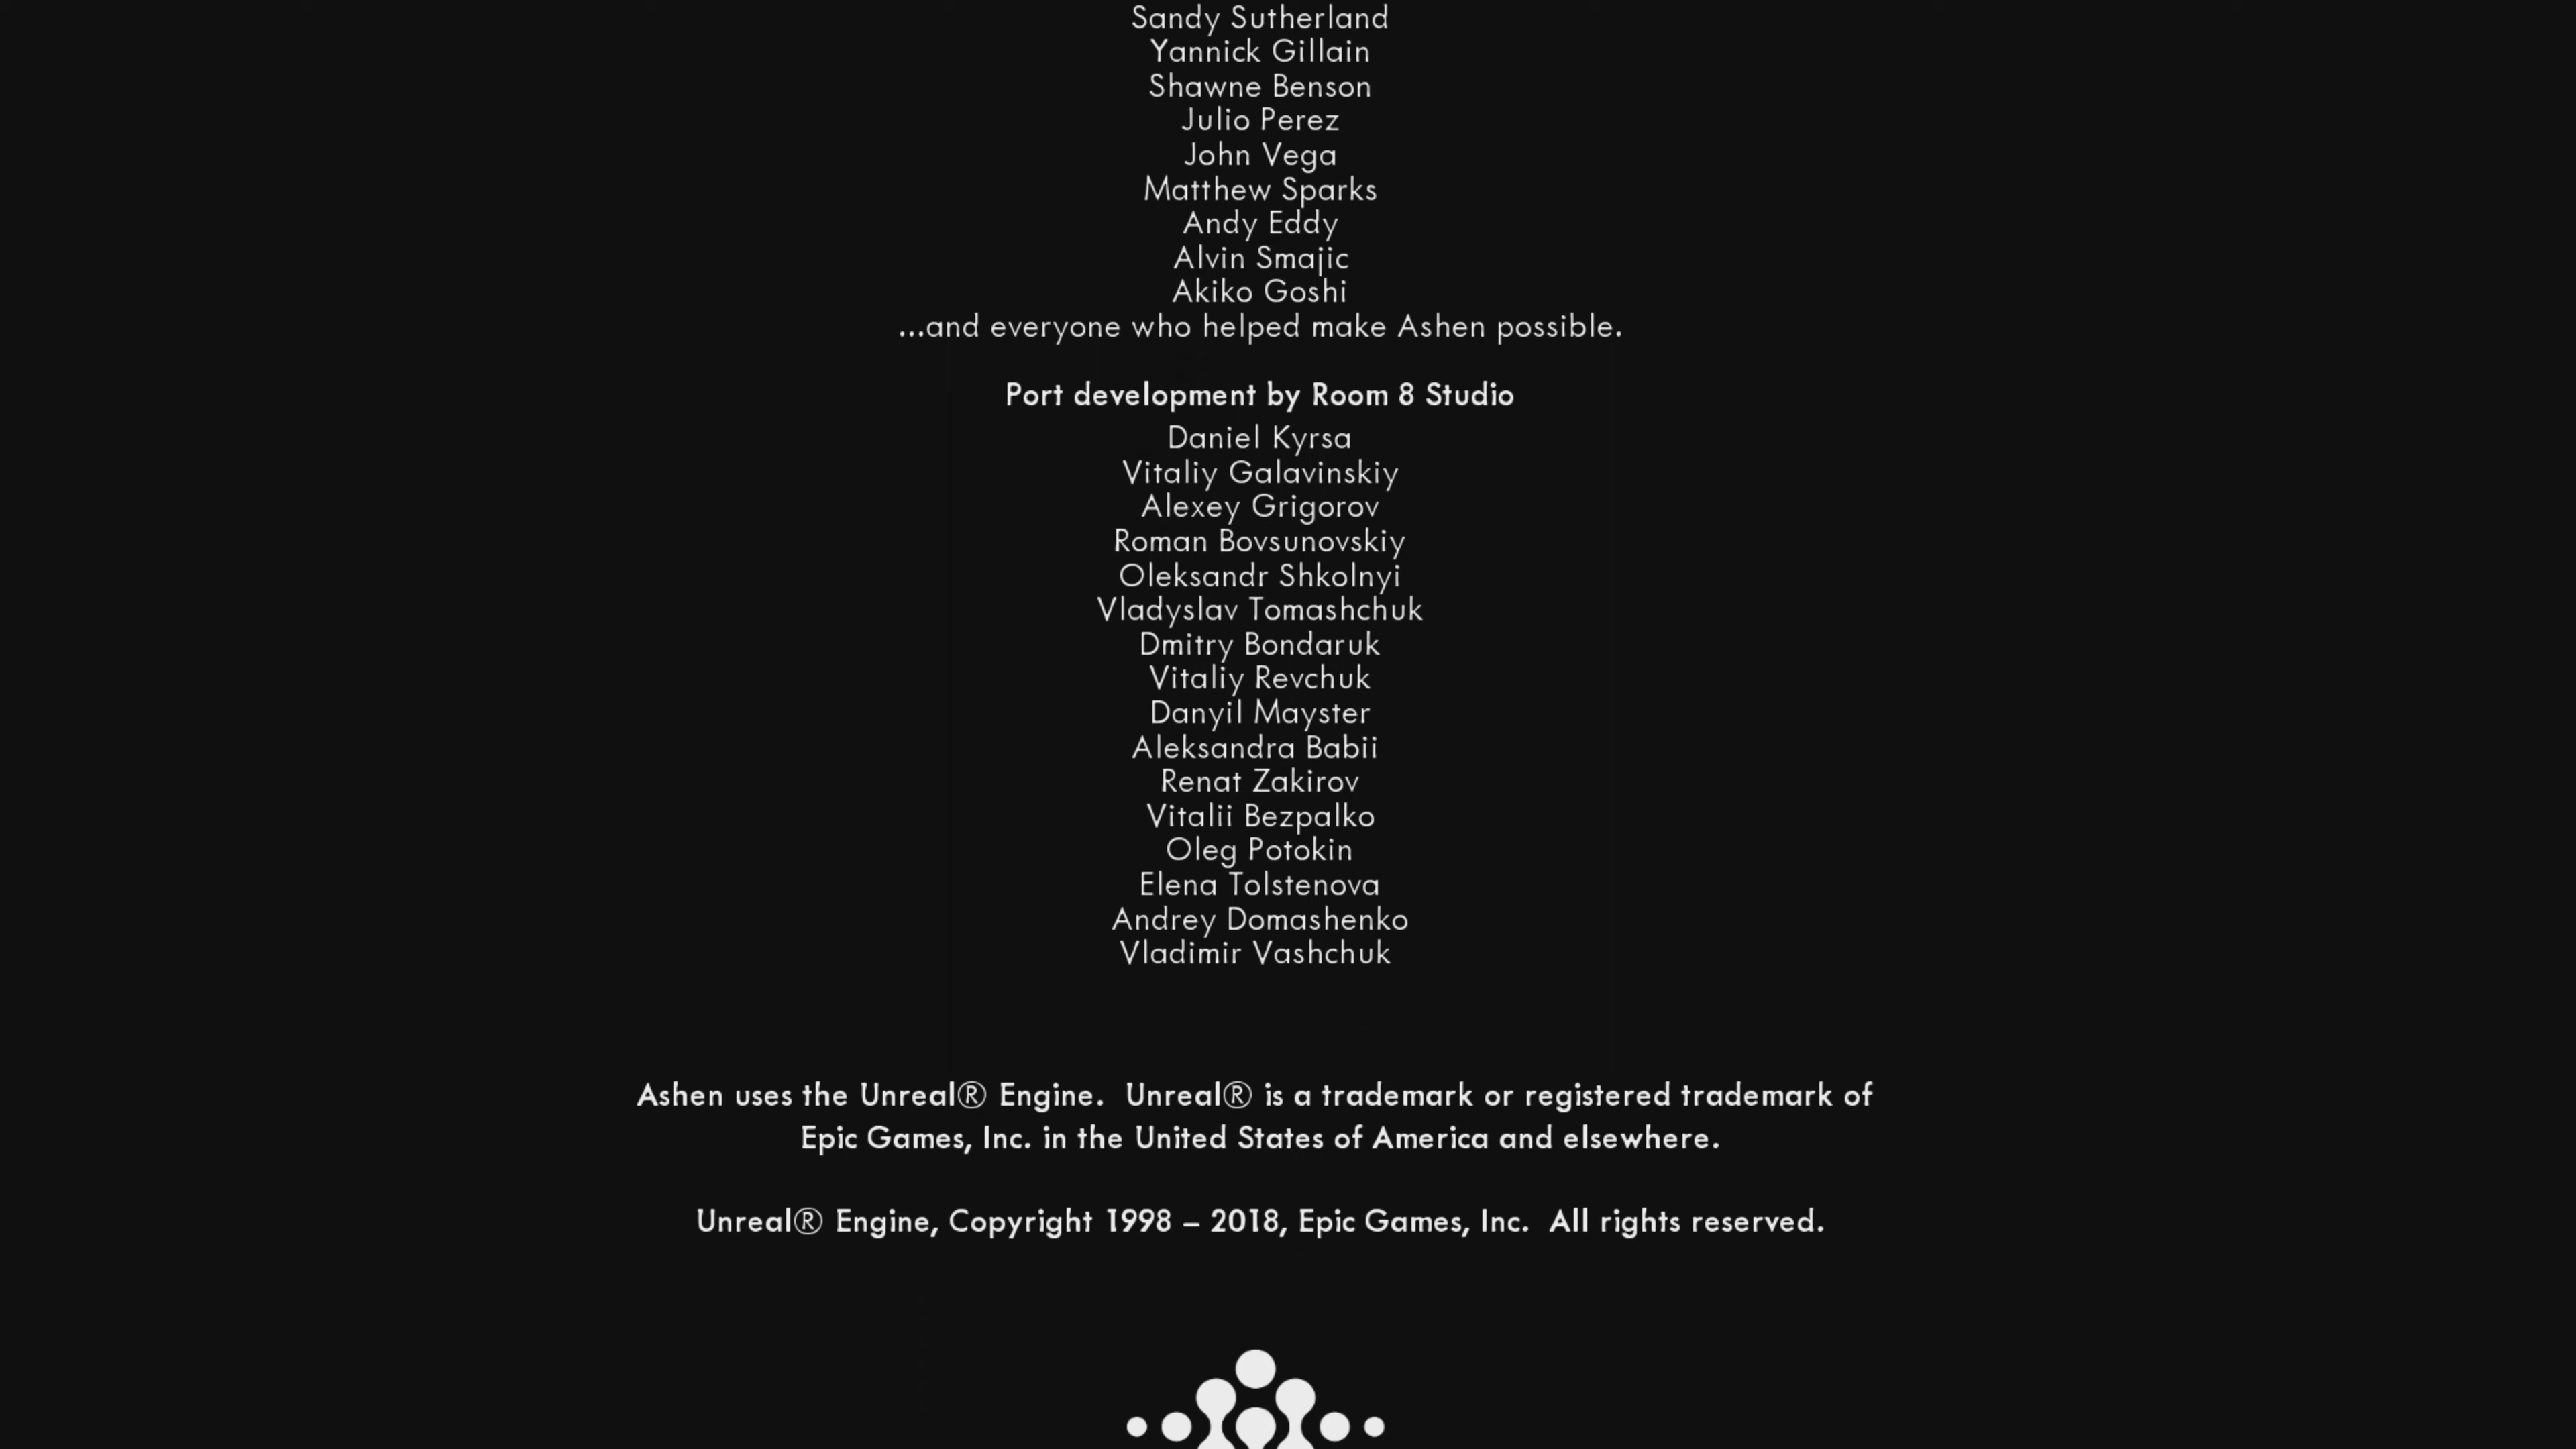 Sandy Sutherland
Yannick Gillain
Shawne Benson
Julio Perez
John Vega
Matthew Sparks
Andy Eddy
Alvin Smajic
Akiko Goshi
...and everyone who helped make Ashen possible.
Port development by Room 8 Studio
Daniel Kyrsa
Vitaliy Galavinskiy
Alexey Grigorov
Roman Bovsunovskiy
Oleksandr Shkolnyi
Vladyslav Tomashchuk
Dmitry Bondaruk
Vitaliy Revchuk
Danyil Mayster
Aleksandra Babii
Renat Zakirov
Vitalii Bezpalko
Oleg Potokin
Elena Tolstenova
Andrey Domashenko
Vladimir Vashchuk
Ashen uses the Unreal® Engine.  Unreal® is a trademark or registered trademark of
Epic Games, Inc. in the United States of America and elsewhere.
Unreal® Engine, Copyright 1998 – 2018, Epic Games, Inc.  All rights reserved.